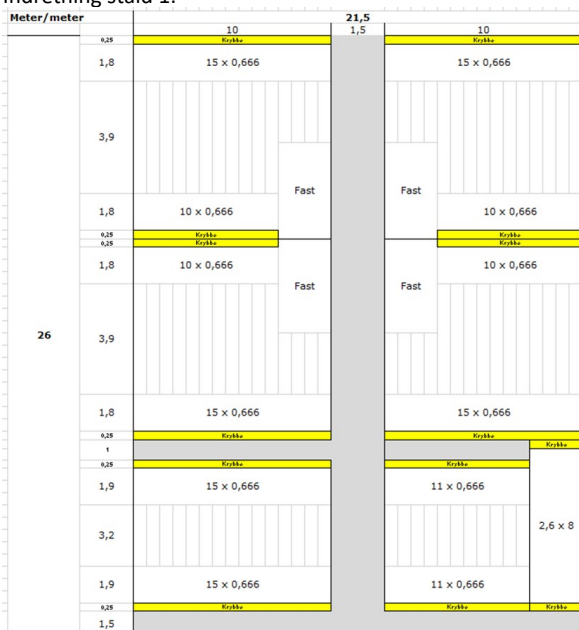 Indretning stald 1:
Meter/meter 21,5
10 1,5 10
0,25 Krybbe Krybbe
1,8 15 x 0,666 15 x 0,666
3,9
Fast Fast
1,8 10 x 0,666 10 x 0,666
0,25 Krybbe Krybbe
0,25 Krybbe Krybbe
1,8 10 x 0,666 10 x 0,666
Fast Fast
26 3,9
1,8 15 x 0,666 15 x 0,666
0,25 Krybbe Krybbe
1 Krybbe
0,25 Krybbe Krybbe
1,9 15 x 0,666 11 x 0,666
3,2 2,6 x 8
1,9 15 x 0,666 11 x 0,666
0,25 Krybbe Krybbe Krybbe
1,5